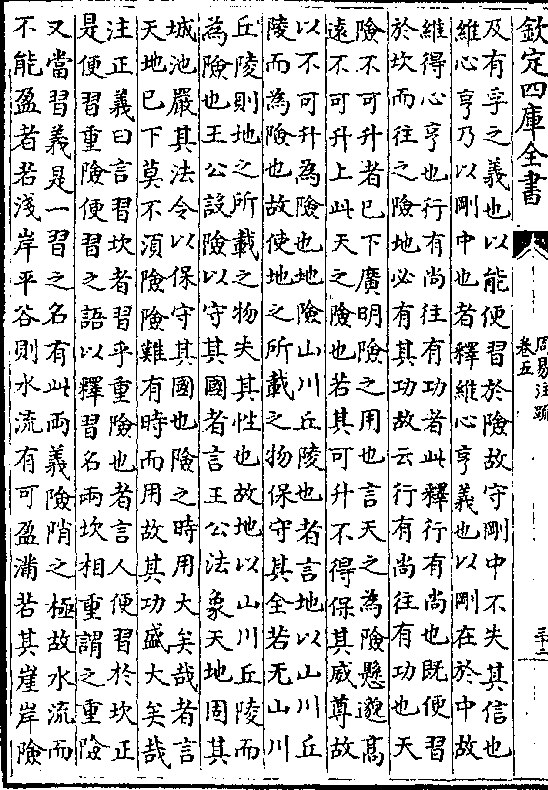 欽定四庫全書
周易注疏
卷五
三十二
及有孚之義也以能便習於險故守剛中不失其信也
維心亨乃以剛中也者釋維心亨義也以剛在於中故
維得心亨也行有尚往有功者此釋行有尚也既便習
於坎而往之險地必有其功故云行有尚往有功也天
險不可升者已下廣明險之用也言天之為險懸邈髙
逺不可升上此天之險也若其可升不得保其威尊故
以不可升為險也地險山川丘陵也者言地以山川丘
陵而為險也故使地之所載之物保守其全若无山川
丘陵則地之所載之物失其性也故地以山川丘陵而
為險也王公設險以守其國者言王公法象天地固其
城池嚴其法令以保守其國也險之時用大矣哉者言
天地已下莫不湏險險難有時而用故其功盛大矣哉
注正義曰言習坎者習乎重險也者言人便習於坎正
是便習重險便習之語以釋習名兩坎相重謂之重險
又當習義是一習之名有此兩義險陗之極故水流而
不能盈者若淺岸平谷則水流有可盈滿若其崖岸險